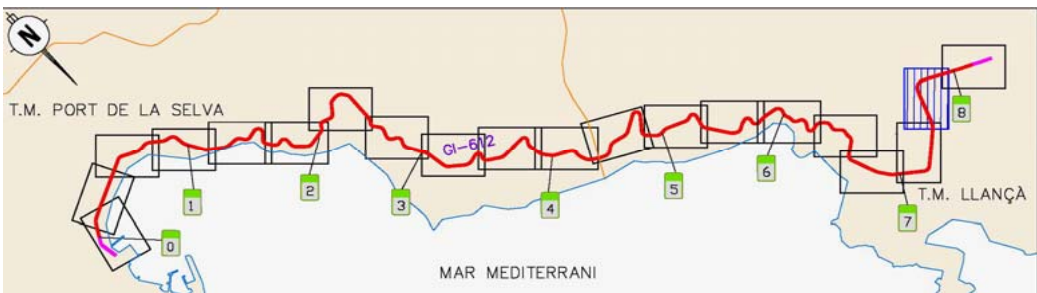 N
T.M. PORT DE LA SELVA
GI-612
T.M. LLANÇÀ
MAR MEDITERRANI
0
1
2
3
4
5
6
7
8